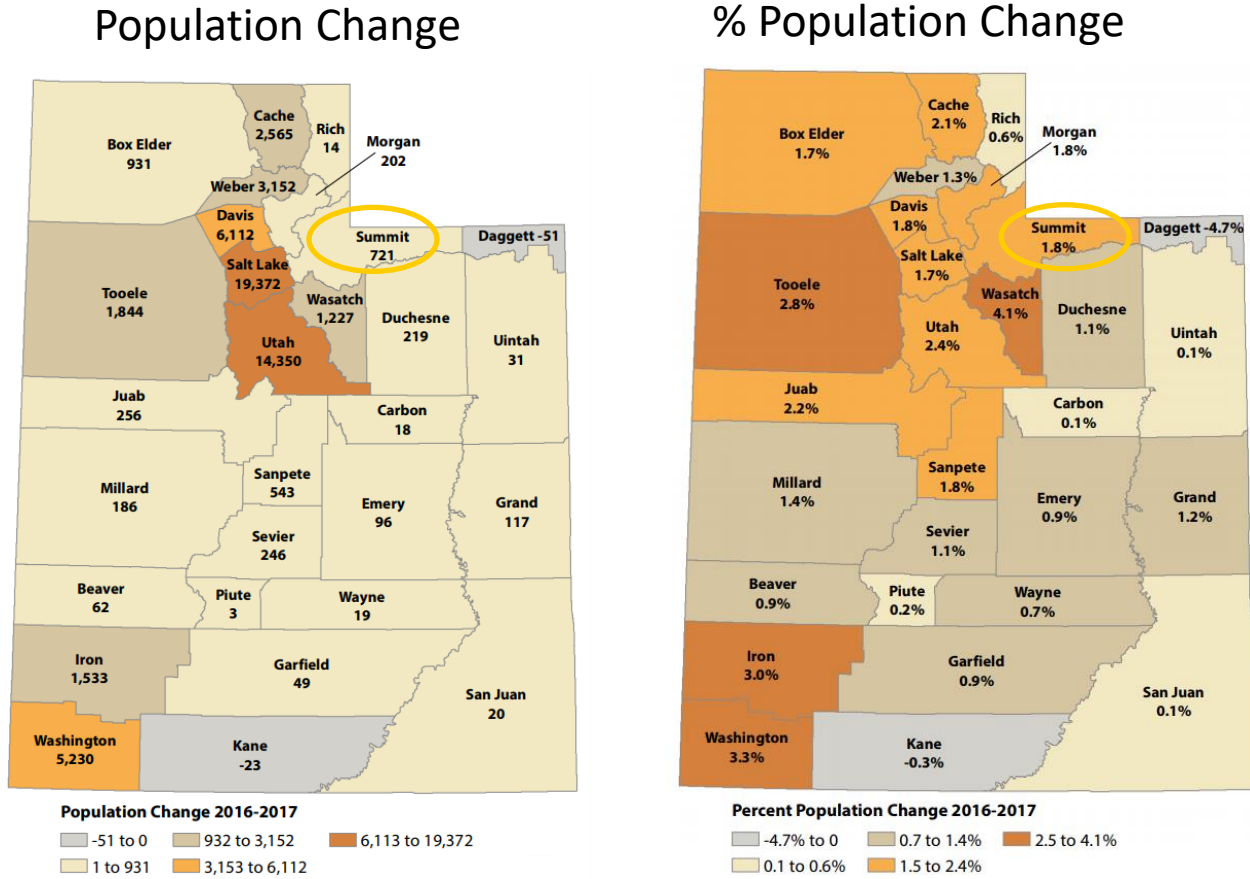 Population Change
Box Elder
931
Cache
2,565
Rich
14
Morgan
202
Weber 3,152
Davis
6,112
Summit
721
Daggett -51
Salt Lake
19,372
Tooele
1,844
Wasatch
1,227
Duchesne
219
Uintah
31
Utah
14,350
Juab
256
Carbon
18
Sanpete
543
Millard
186
Emery
96
Grand
117
Sevier
246
Beaver
62
Piute
3
Wayne
19
Iron
1,533
Garfield
49
San Juan
20
Washington
5,230
Kane
-23
Population Change 2016-2017
-51 to 0
932 to 3,152
6,113 to 19,372
1 to 931
3,153 to 6,112
% Population Change
Box Elder
1.7%
Cache
2.1%
Rich
0.6%
Morgan
1.8%
Weber 1.3%
Davis
1.8%
Summit
1.8%
Daggett -4.7%
Salt Lake
1.7%
Tooele
2.8%
Wasatch
4.1%
Duchesne
1.1%
Uintah
0.1%
Utah
2.4%
Juab
2.2%
Carbon
0.1%
Sanpete
1.8%
Millard
1.4%
Emery
0.9%
Grand
1.2%
Sevier
1.1%
Beaver
0.9%
Piute
0.2%
Wayne
0.7%
Iron
3.0%
Garfield
0.9%
San Juan
0.1%
Washington
3.3%
Kane
-0.3%
Percent Population Change 2016-2017
-4.7% to 0
0.7 to 1.4%
2.5 to 4.1%
0.1 to 0.6%
1.5 to 2.4%